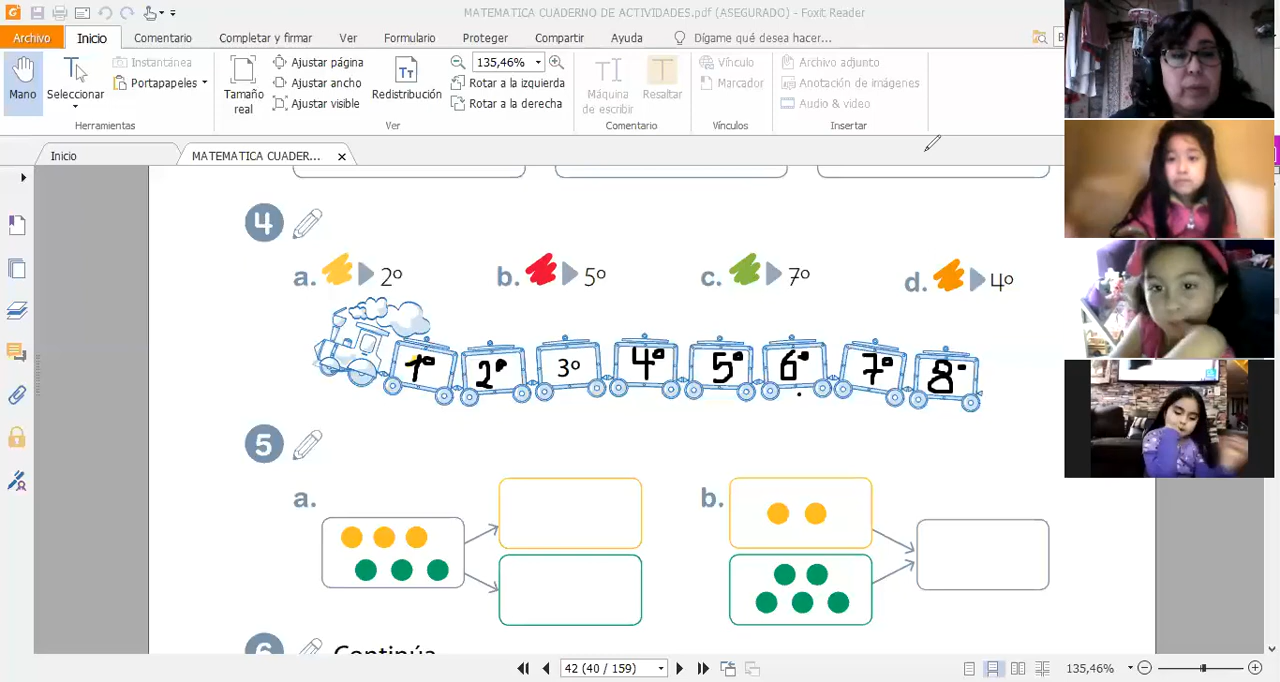 MATEMATICA CUADERNO DE ACTIVIDADES.pdf (ASEGURADO) - Foxit Reader
Archivo Inicio Comentario Completar y firmar Ver Formulario Proteger Compartir Ayuda Dígame qué desea hacer...
Mano
Seleccionar
Instantánea
Portapapeles
Herramientas
Tamaño real
Ajustar página
Ajustar ancho
Ajustar visible
Redistribución
135,46%
Rotar a la izquierda
Rotar a la derecha
Ver
Máquina de escribir
Resaltar
Comentario
Vínculo
Marcador
Vínculos
Archivo adjunto
Anotación de imágenes
Audio & video
Insertar
Inicio
MATEMATICA CUADER...
4
a. 2º b. 5º c. 7º d. 4º
1º 2º 3º 4º 5º 6º 7º 8º
5
a. b.
Continúa
42 (40 / 159)
135,46%